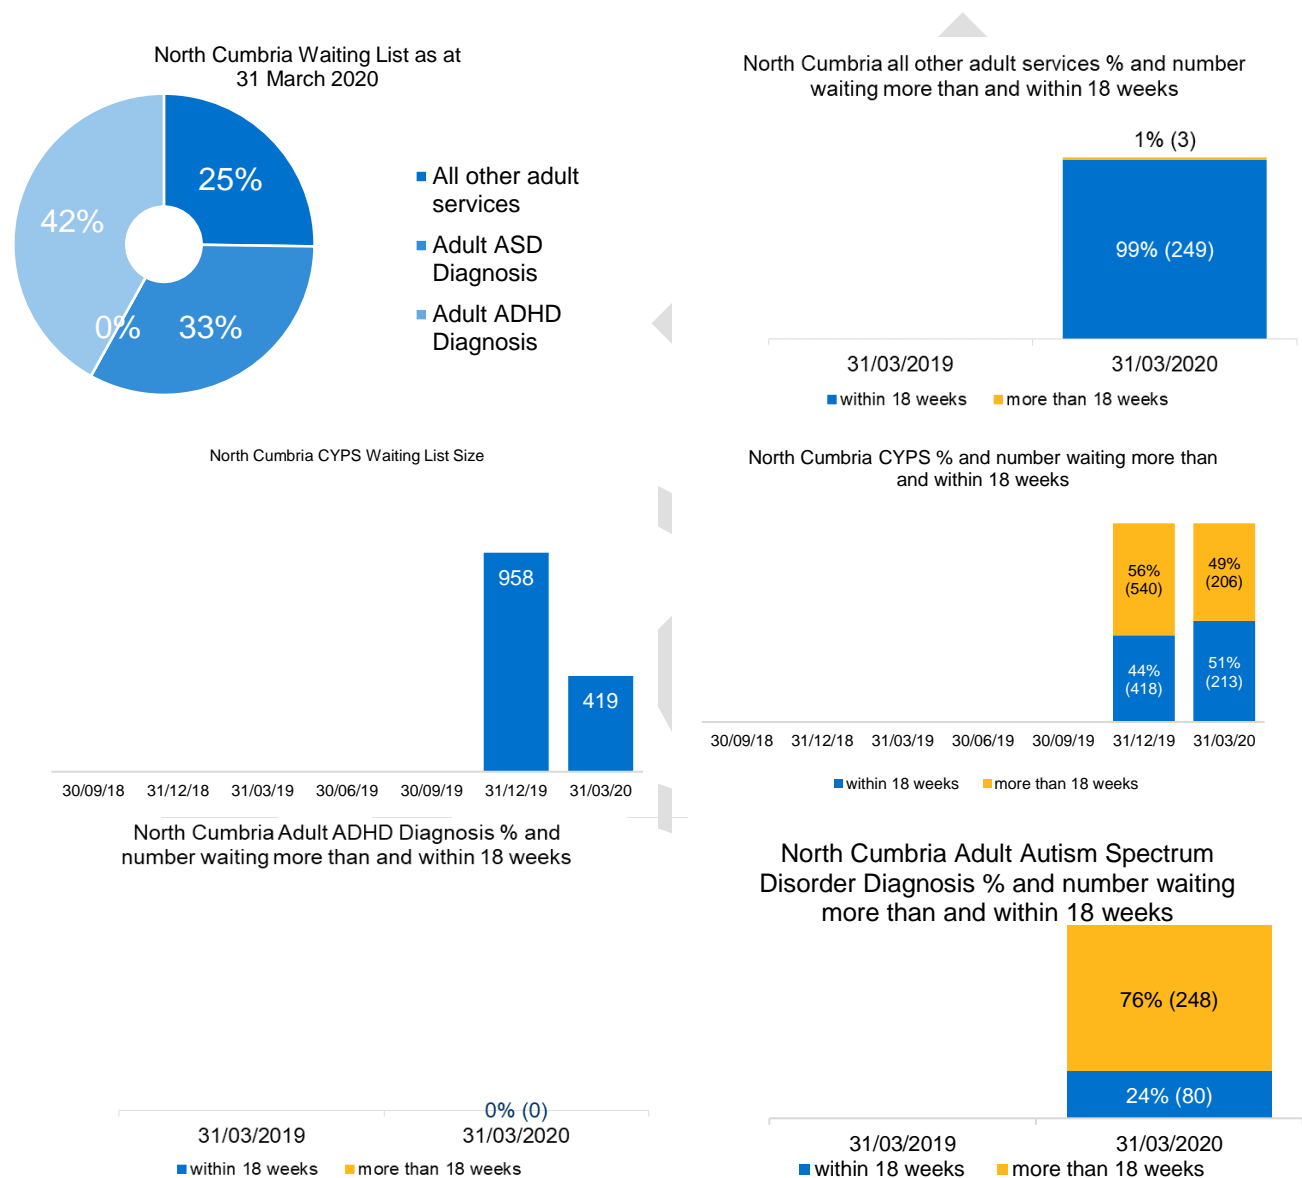 North Cumbria Waiting List as at
31 March 2020
25%
42%
0%
33%
All other adult
services
Adult ASD
Diagnosis
Adult ADHD
Diagnosis
North Cumbria all other adult services % and number
waiting more than and within 18 weeks
1% (3)
99% (249)
31/03/2019 31/03/2020
within 18 weeks more than 18 weeks
North Cumbria CYPS Waiting List Size
958
419
30/09/18 31/12/18 31/03/19 30/06/19 30/09/19 31/12/19 31/03/20
North Cumbria CYPS % and number waiting more than
and within 18 weeks
56%
(540)
49%
(206)
44%
(418)
51%
(213)
30/09/18 31/12/18 31/03/19 30/06/19 30/09/19 31/12/19 31/03/20
within 18 weeks more than 18 weeks
North Cumbria Adult ADHD Diagnosis % and
number waiting more than and within 18 weeks
0% (0)
31/03/2019 31/03/2020
within 18 weeks more than 18 weeks
North Cumbria Adult Autism Spectrum
Disorder Diagnosis % and number waiting
more than and within 18 weeks
76% (248)
24% (80)
31/03/2019 31/03/2020
within 18 weeks more than 18 weeks